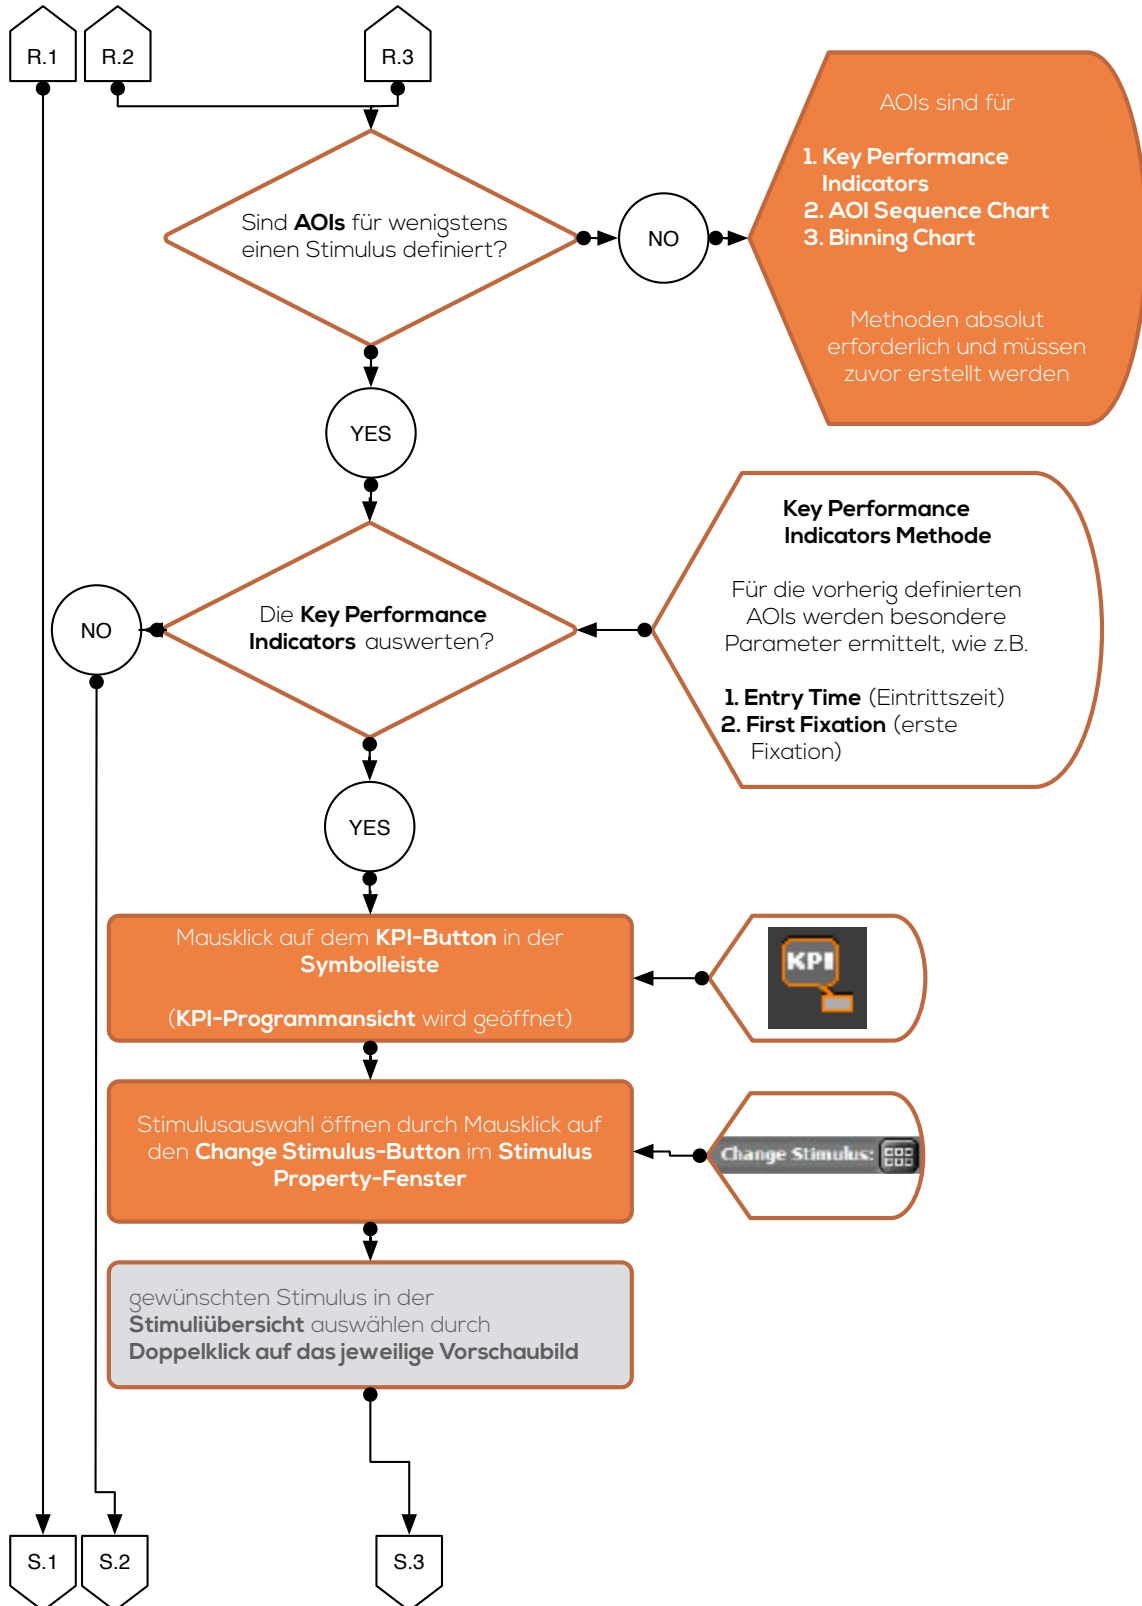 R.1
R.2
R.3
AOIs sind für
1. Key Performance
Indicators
2. AOI Sequence Chart
3. Binning Chart
Methoden absolut
erforderlich und müssen
zuvor erstellt werden
Sind AOIs für wenigstens
einen Stimulus definiert?
NO
YES
Key Performance
Indicators Methode
Für die vorherig definierten
AOIs werden besondere
Parameter ermittelt, wie z.B.
1. Entry Time (Eintrittszeit)
2. First Fixation (erste
Fixation)
Die Key Performance
Indicators auswerten?
NO
YES
Mausklick auf dem KPI-Button in der
Symbolleiste
(KPI-Programmansicht wird geöffnet)
KPI
Stimulusauswahl öffnen durch Mausklick auf
den Change Stimulus-Button im Stimulus
Property-Fenster
Change Stimulus:
gewünschten Stimulus in der
Stimuliübersicht auswählen durch
Doppelklick auf das jeweilige Vorschaubild
S.1
S.2
S.3